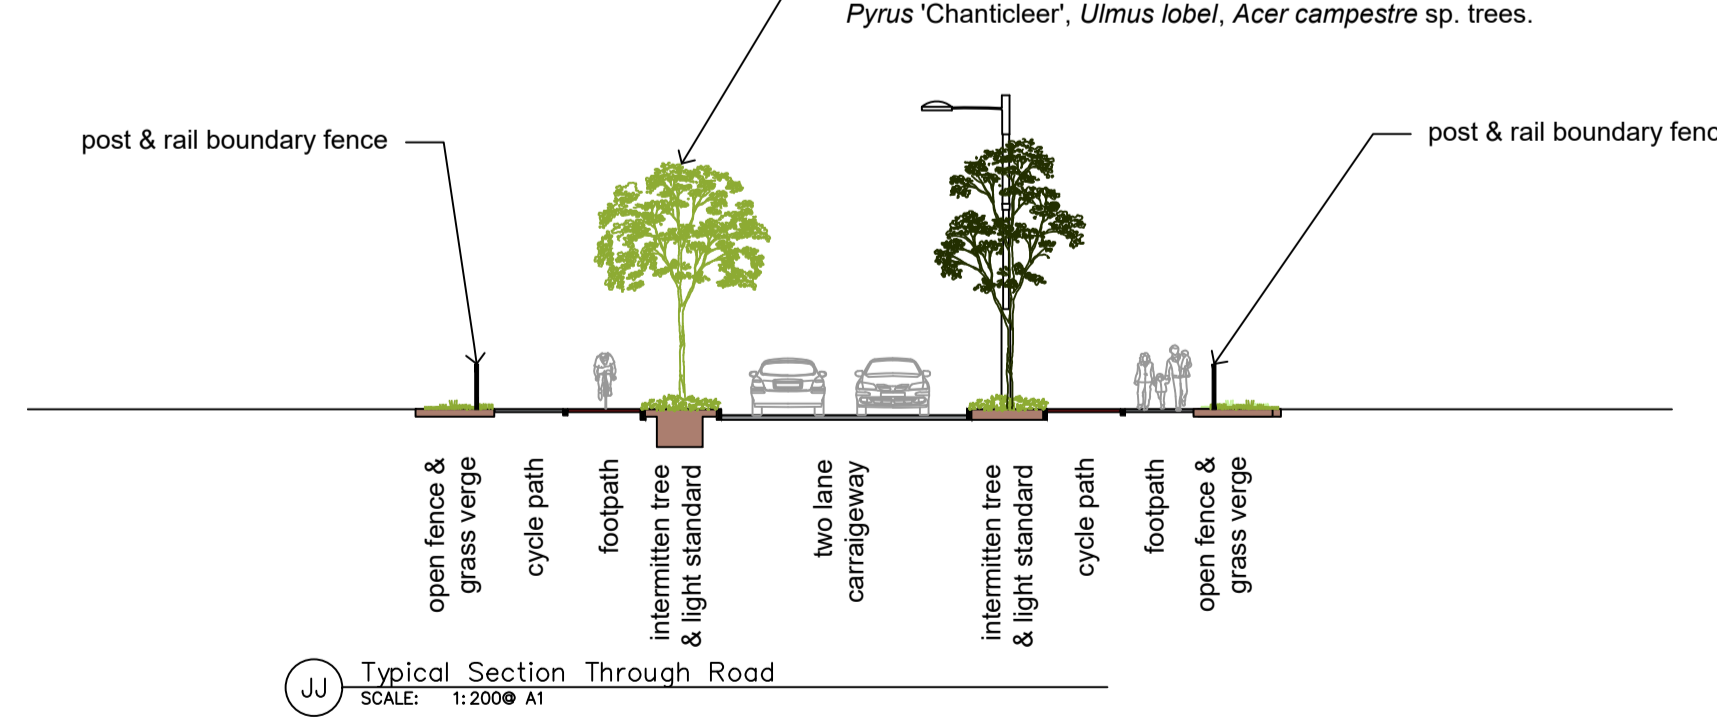 Pyrus 'Chanticleer', Ulmus lobel, Acer campestre sp. trees.
post & rail boundary fence
post & rail boundary fenc
open fence &
grass verge
cycle path
footpath
intermitten tree
& light standard
two lane
carraigeway
intermitten tree
& light standard
cycle path
footpath
open fence &
grass verge
JJ
Typical Section Through Road
SCALE: 1:200@ A1